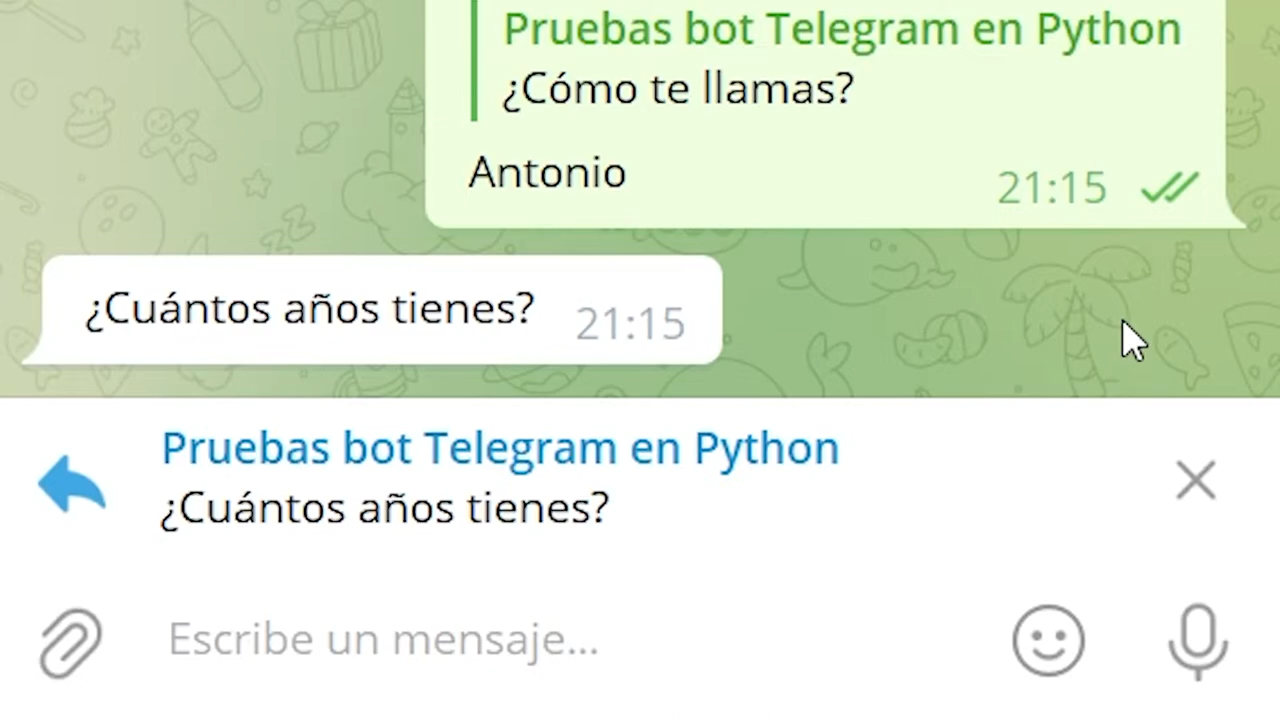 Pruebas bot Telegram en Python
¿Cómo te llamas?
Antonio
21:15
¿Cuántos años tienes?
21:15
Pruebas bot Telegram en Python
¿Cuántos años tienes?
Escribe un mensaje...